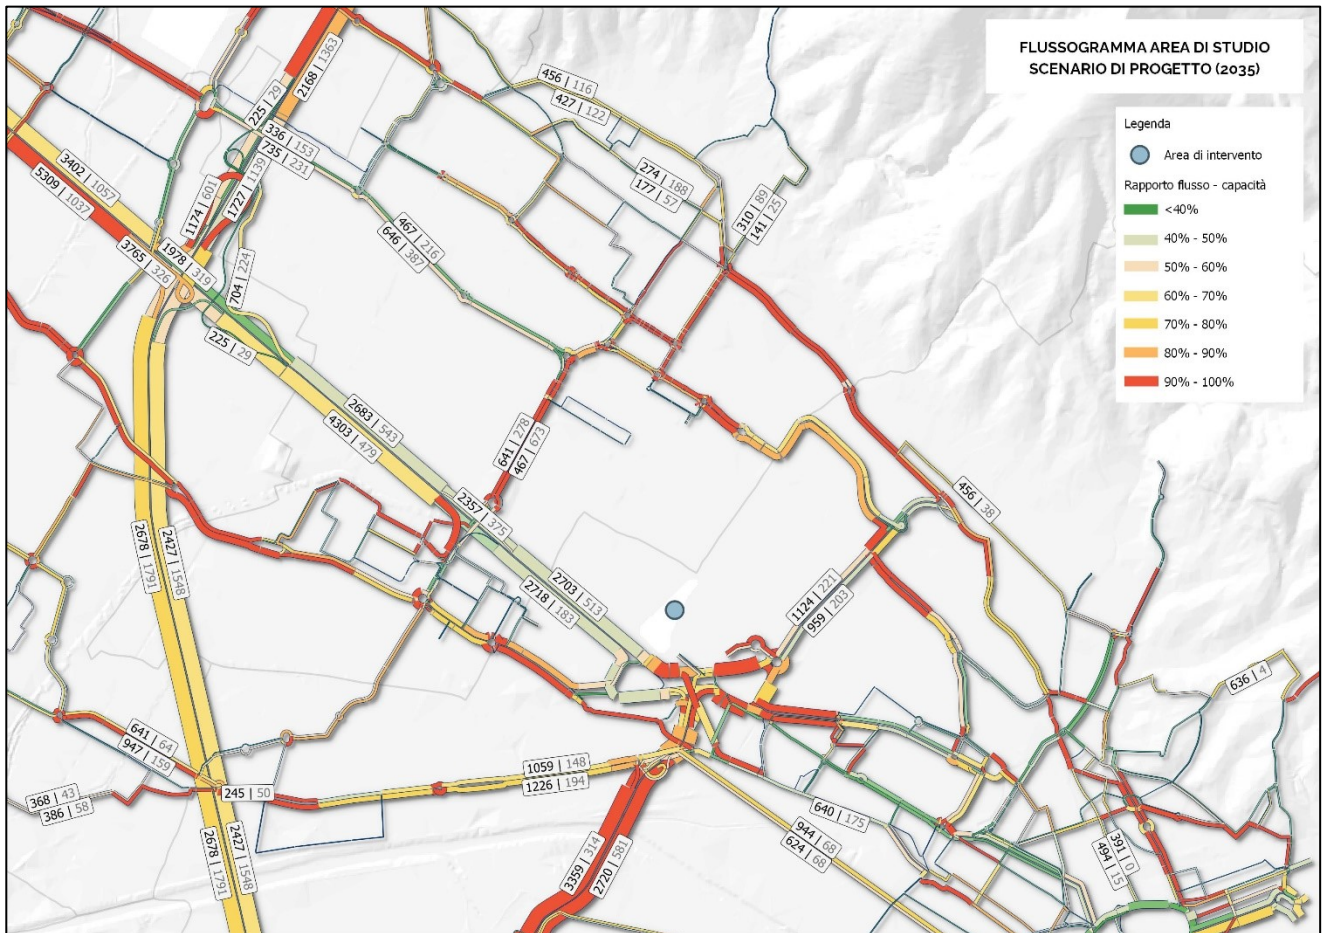 FLUSSOGRAMMA AREA DI STUDIO
SCENARIO DI PROGETTO (2035)
Legenda
Area di intervento
Rapporto flusso - capacità
<40%
40% - 50%
50% - 60%
60% - 70%
70% - 80%
80% - 90%
90% - 100%
225 | 29
2168 | 1363
456 | 116
427 | 122
336 | 153
735 | 231
3402 | 1057
5309 | 1037
1174 | 601
1727 | 1139
274 | 188
177 | 57
310 | 89
141 | 25
467 | 216
646 | 387
1978 | 319
3765 | 326
704 | 224
225 | 29
2683 | 543
4303 | 479
641 | 278
467 | 673
2357 | 375
456 | 38
2427 | 1548
2678 | 1791
2703 | 513
2718 | 183
1124 | 221
959 | 203
636 | 4
641 | 64
947 | 159
1059 | 148
1226 | 194
245 | 50
368 | 43
386 | 58
640 | 175
944 | 68
624 | 68
391 | 0
494 | 15
2427 | 1548
2678 | 1791
3359 | 314
2720 | 581